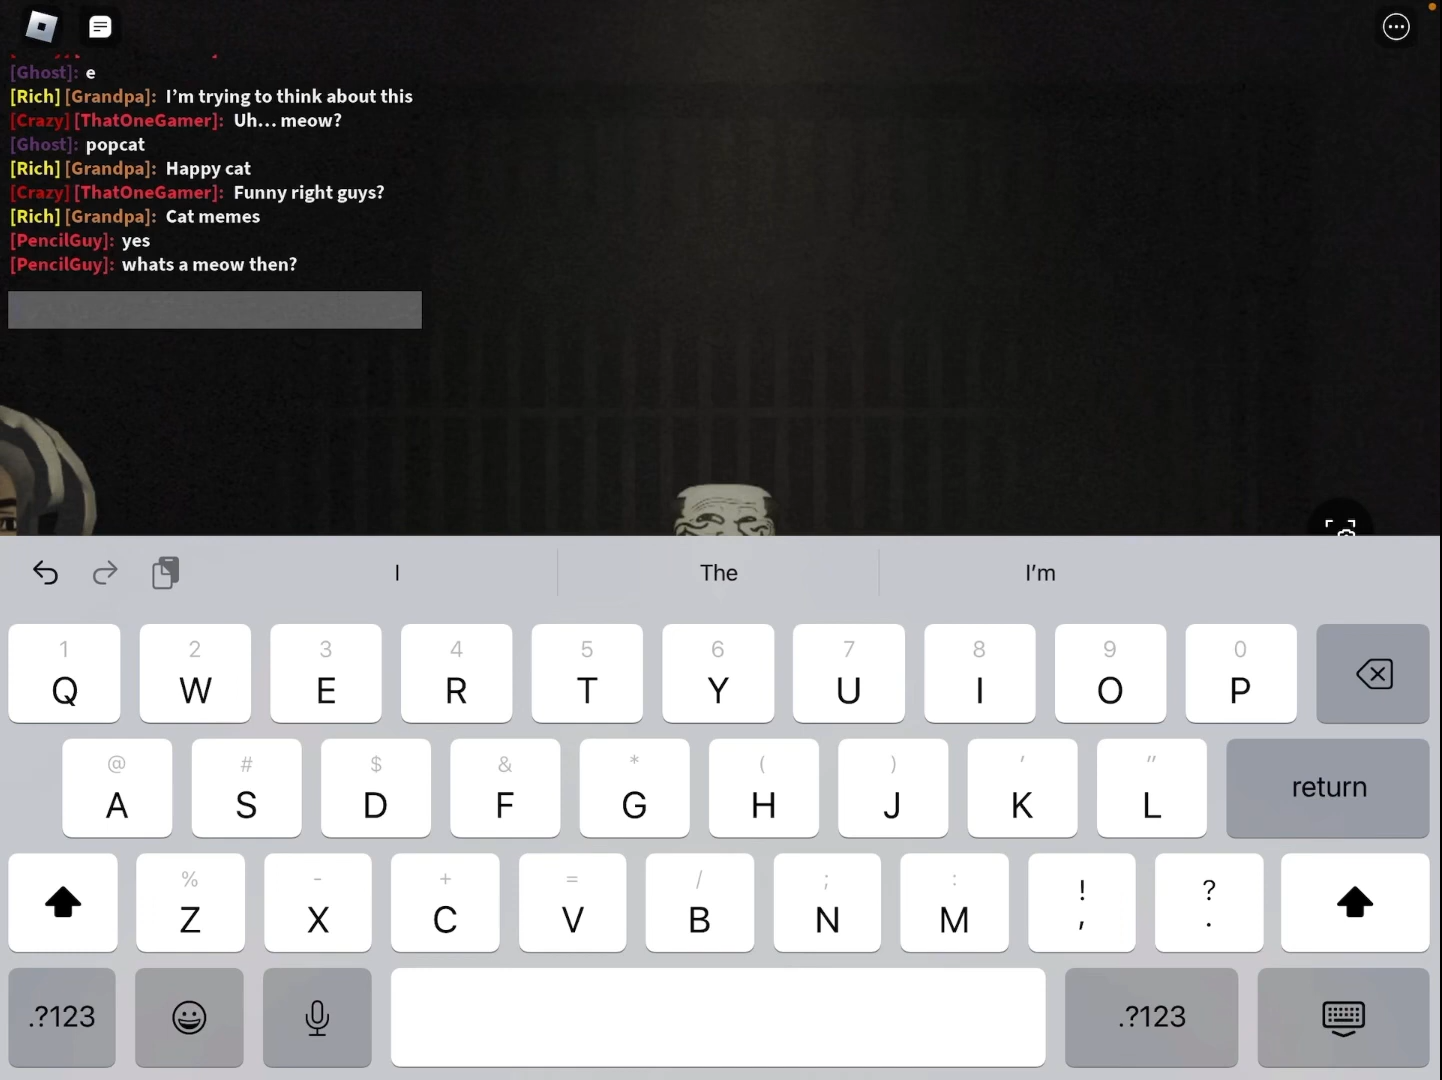 [Ghost]: e
[Rich] [Grandpa]: I'm trying to think about this
[Crazy] [ThatOneGamer]: Uh... meow?
[Ghost]: popcat
[Rich] [Grandpa]: Happy cat
[Crazy] [ThatOneGamer]: Funny right guys?
[Rich] [Grandpa]: Cat memes
[PencilGuy]: yes
[PencilGuy]: whats a meow then?
I The I'm
1 2 3 4 5 6 7 8 9 0
Q W E R T Y U I O P
@ # $ & * ( ) ' "
A S D F G H J K L return
% - + = / ; : ! ?
Z X C V B N M , .
.?123 .?123